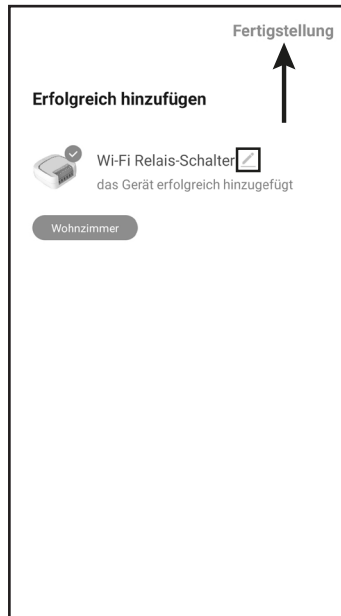 Fertigstellung
Erfolgreich hinzufügen
Wi-Fi Relais-Schalter
das Gerät erfolgreich hinzugefügt
Wohnzimmer